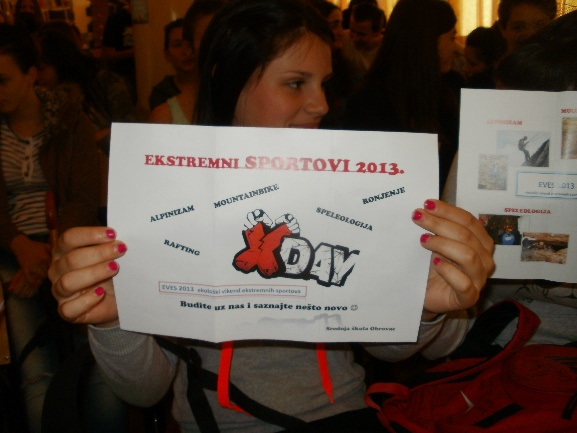 EKSTREMNI SPORTOVI 2013.
ALPINIZAM
MOUNTAINBIKE
SPELEOLOGIJA
RONJENJE
RAFTING
X DAY
EVES 2013 ekološki vikend ekstremnih sportova
Budite uz nas i saznajte nešto novo ☺
Srednja škola Obrovac
EVES 2013
SPELEOLOGIJA